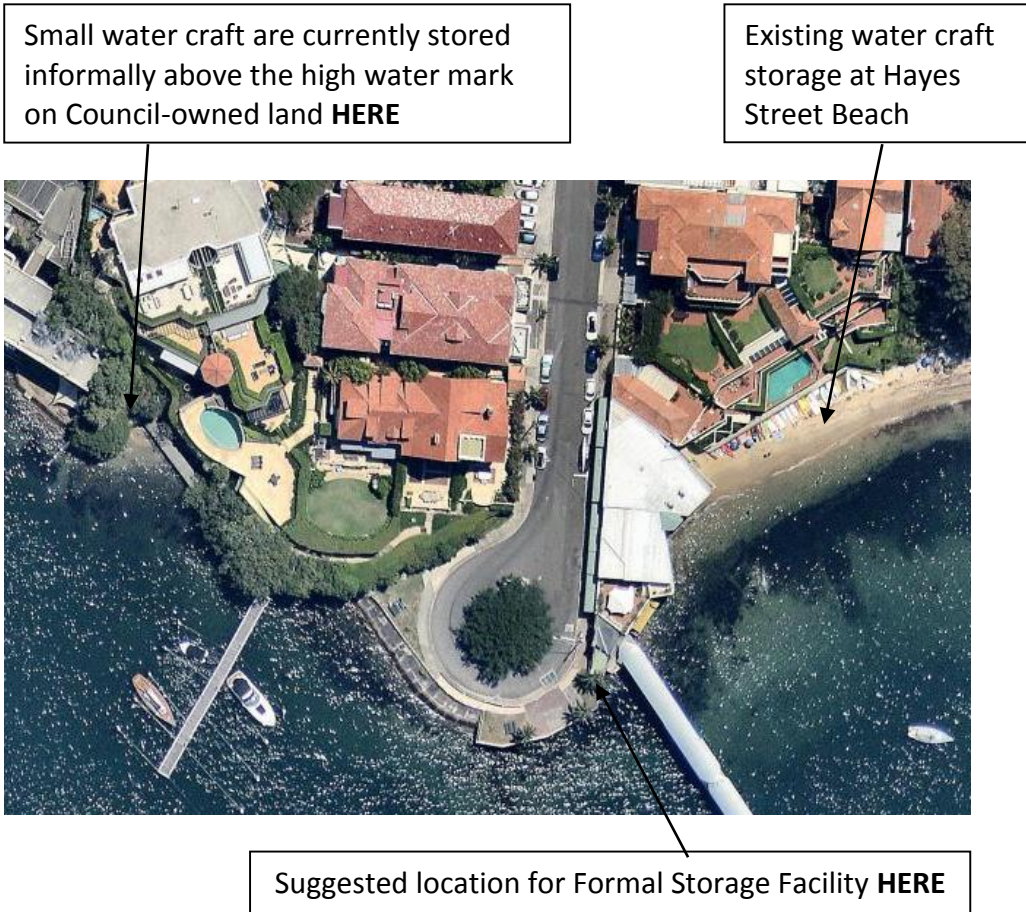 Small water craft are currently stored
informally above the high water mark
on Council-owned land HERE
Existing water craft
storage at Hayes
Street Beach
Suggested location for Formal Storage Facility HERE